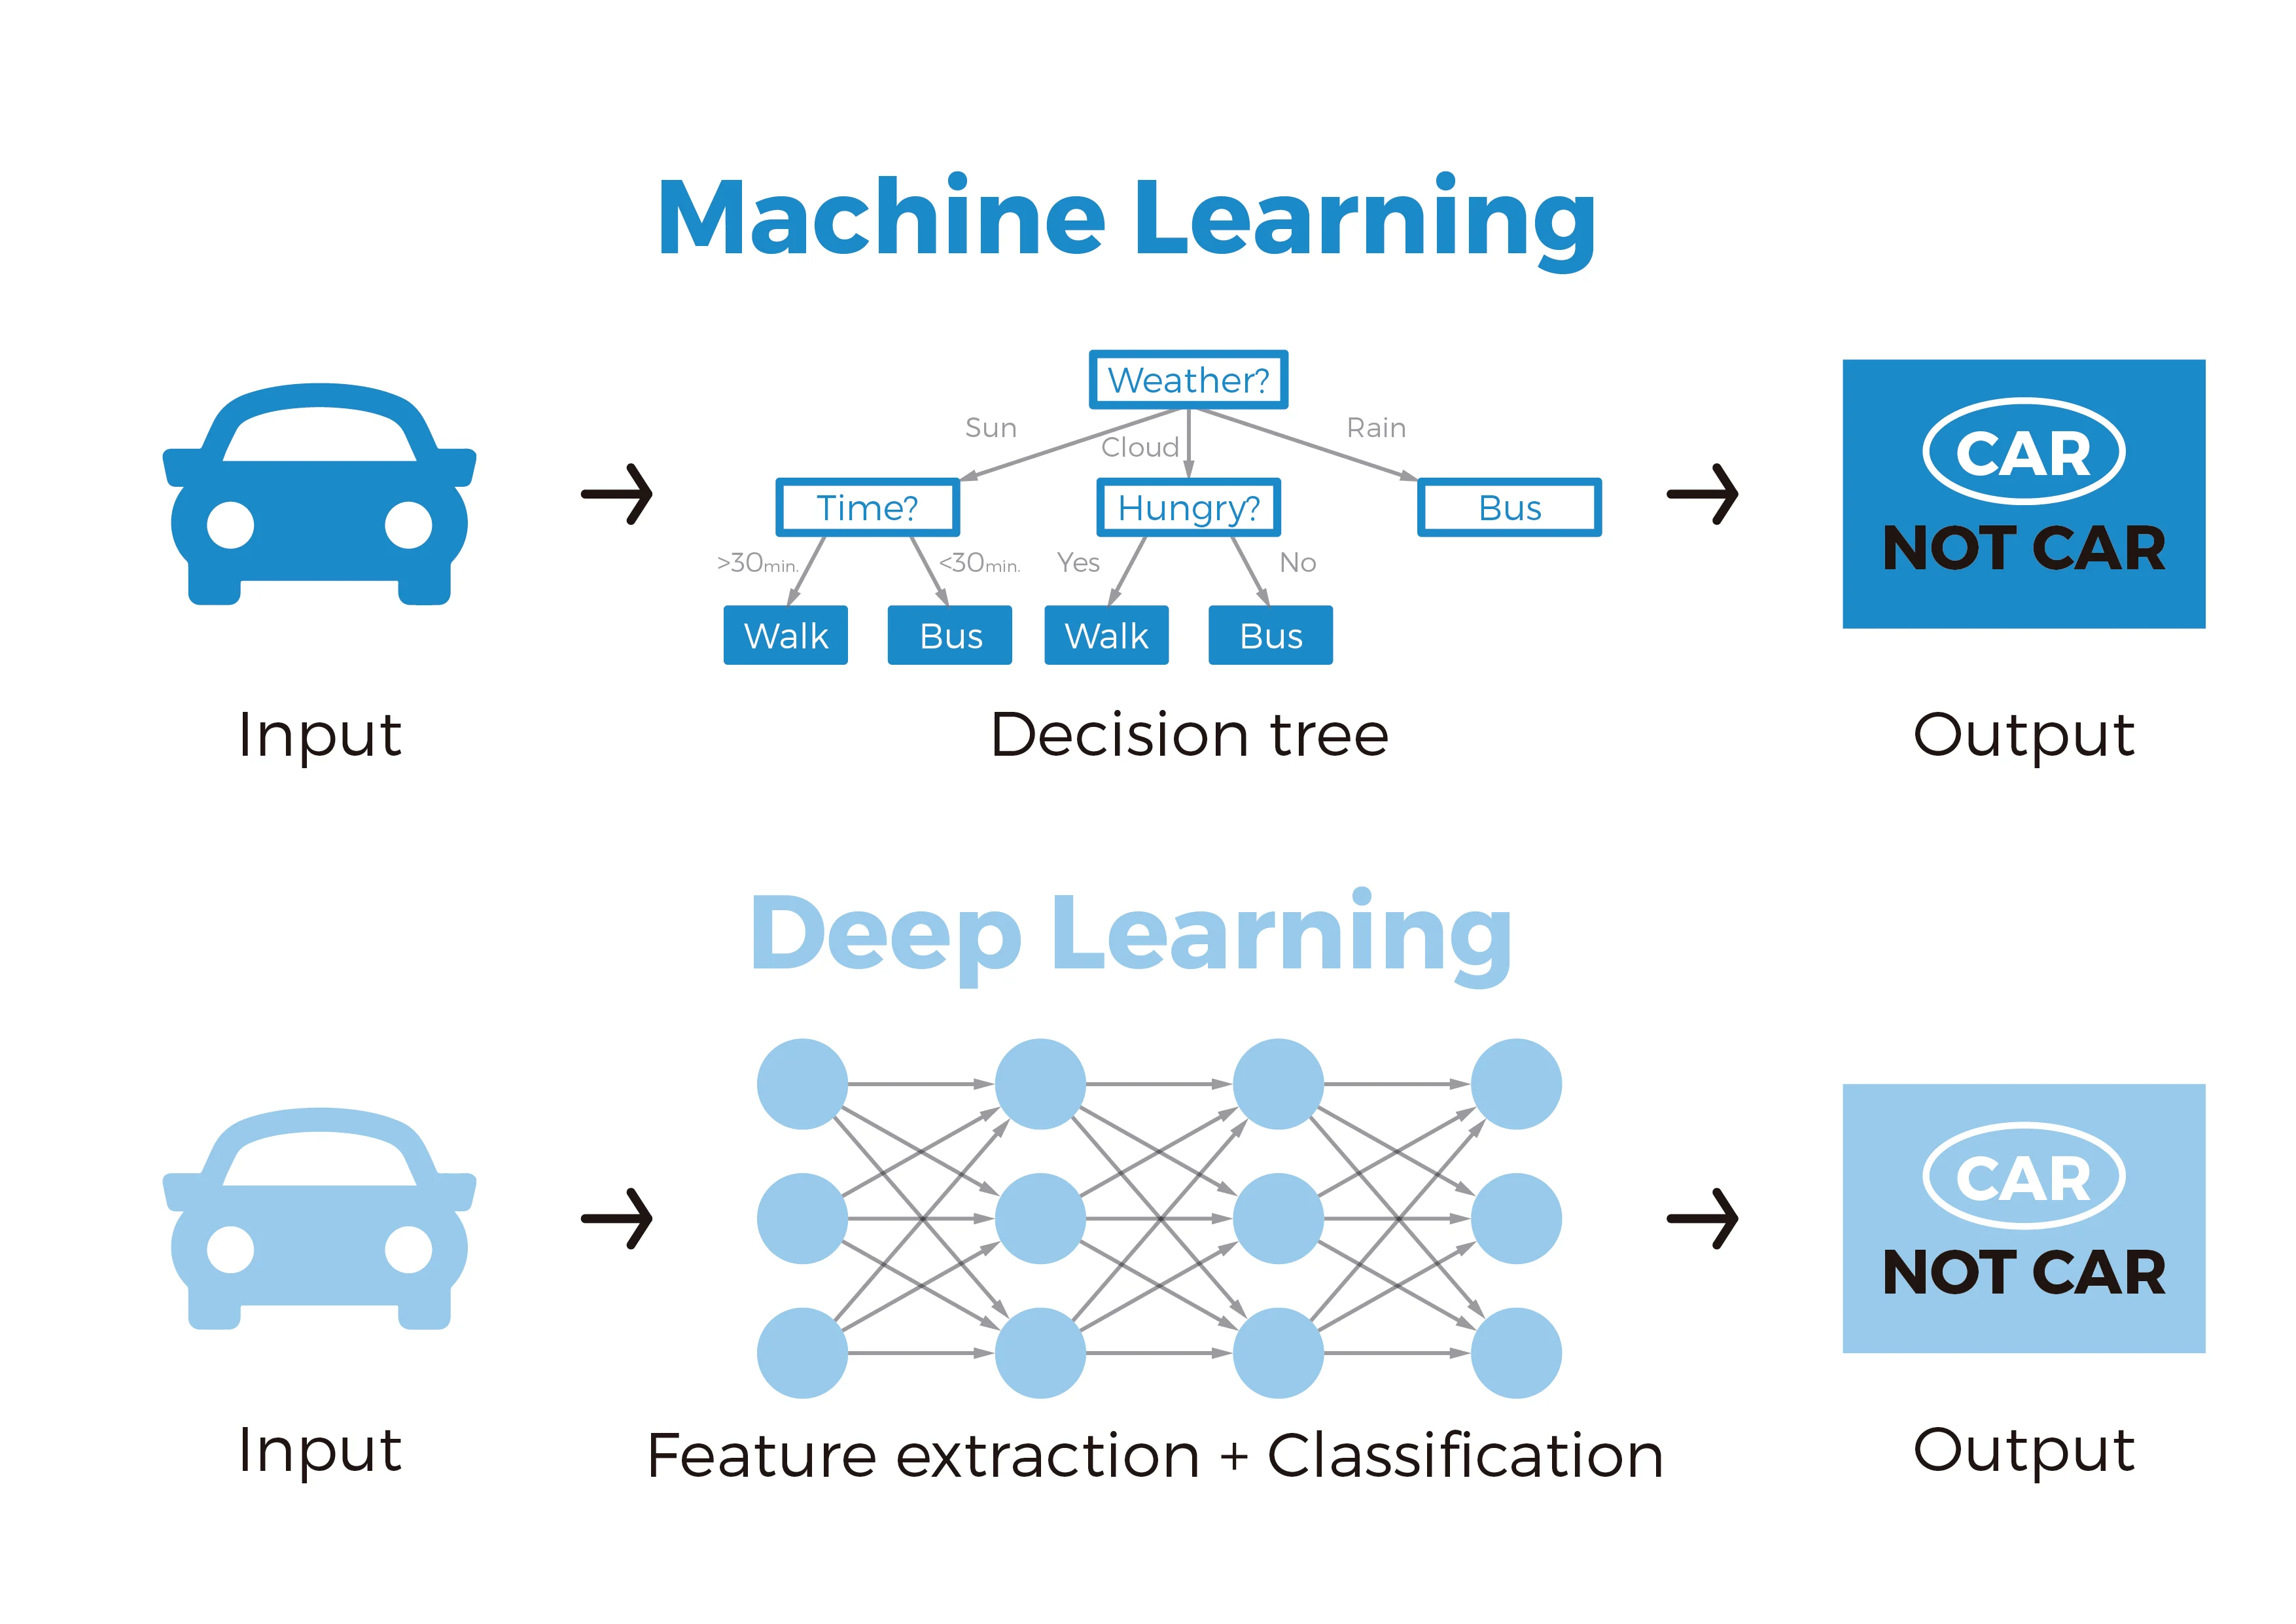 Machine Learning
Weather?
Sun
Cloud
Rain
Time?
Hungry?
Bus
>30min.
<30min.
Yes
No
Walk
Bus
Walk
Bus
CAR
NOT CAR
Input
Decision tree
Output
Deep Learning
CAR
NOT CAR
Input
Feature extraction + Classification
Output